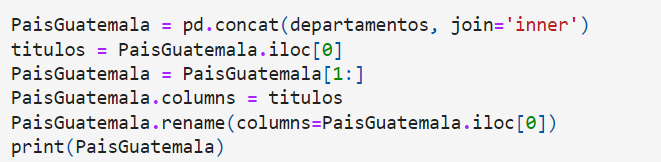 PaisGuatemala = pd.concat(departamentos, join='inner')
titulos = PaisGuatemala.iloc[0]
PaisGuatemala = PaisGuatemala[1:]
PaisGuatemala.columns = titulos
PaisGuatemala.rename(columns=PaisGuatemala.iloc[0])
print(PaisGuatemala)